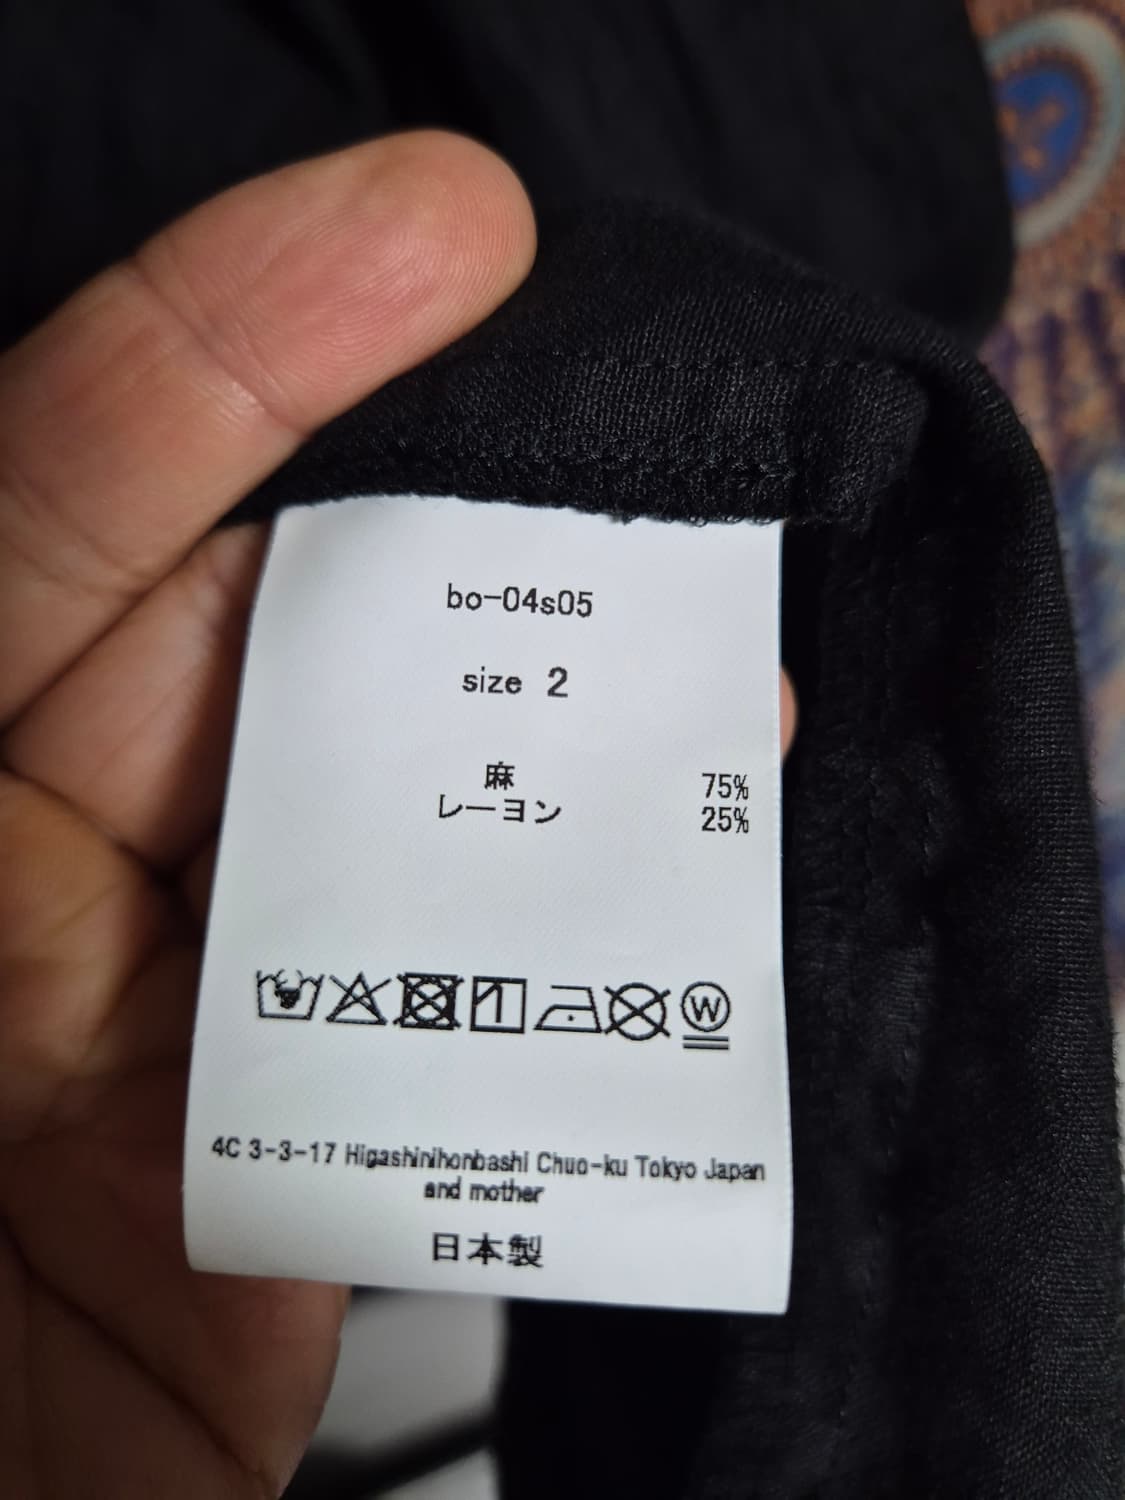 bo-04s05
size 2
麻 75%
レーヨン 25%
W
4C 3-3-17 Higashinihonbashi Chuo-ku Tokyo Japan
and mother
日本製